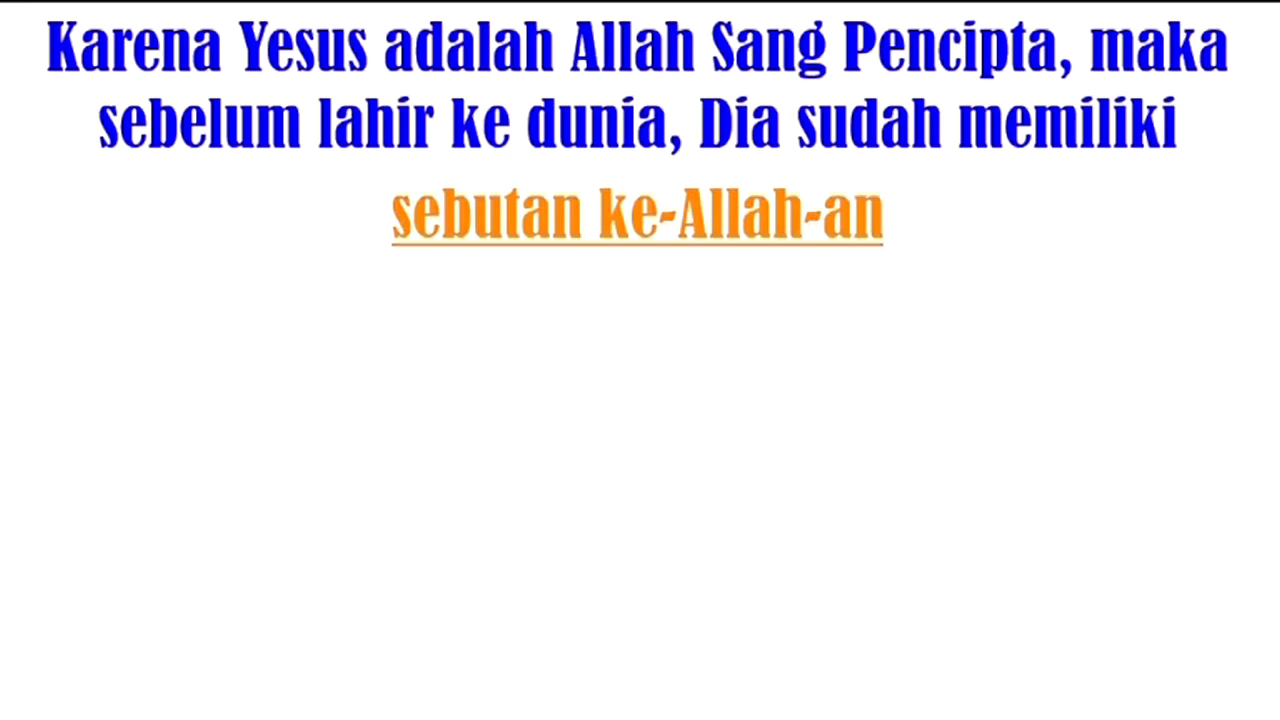 Karena Yesus adalah Allah Sang Pencipta, maka
sebelum lahir ke dunia, Dia sudah memiliki
sebutan ke-Allah-an